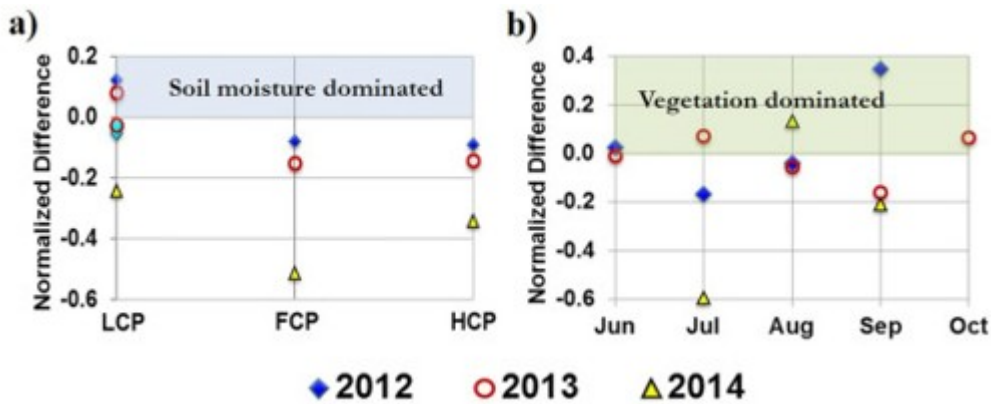 a)
Normalized Difference
0.2
0.0
-0.2
-0.4
-0.6
Soil moisture dominated
LCP FCP HCP
b)
Normalized Difference
0.4
0.2
0.0
-0.2
-0.4
-0.6
Vegetation dominated
Jun Jul Aug Sep Oct
2012 2013 2014